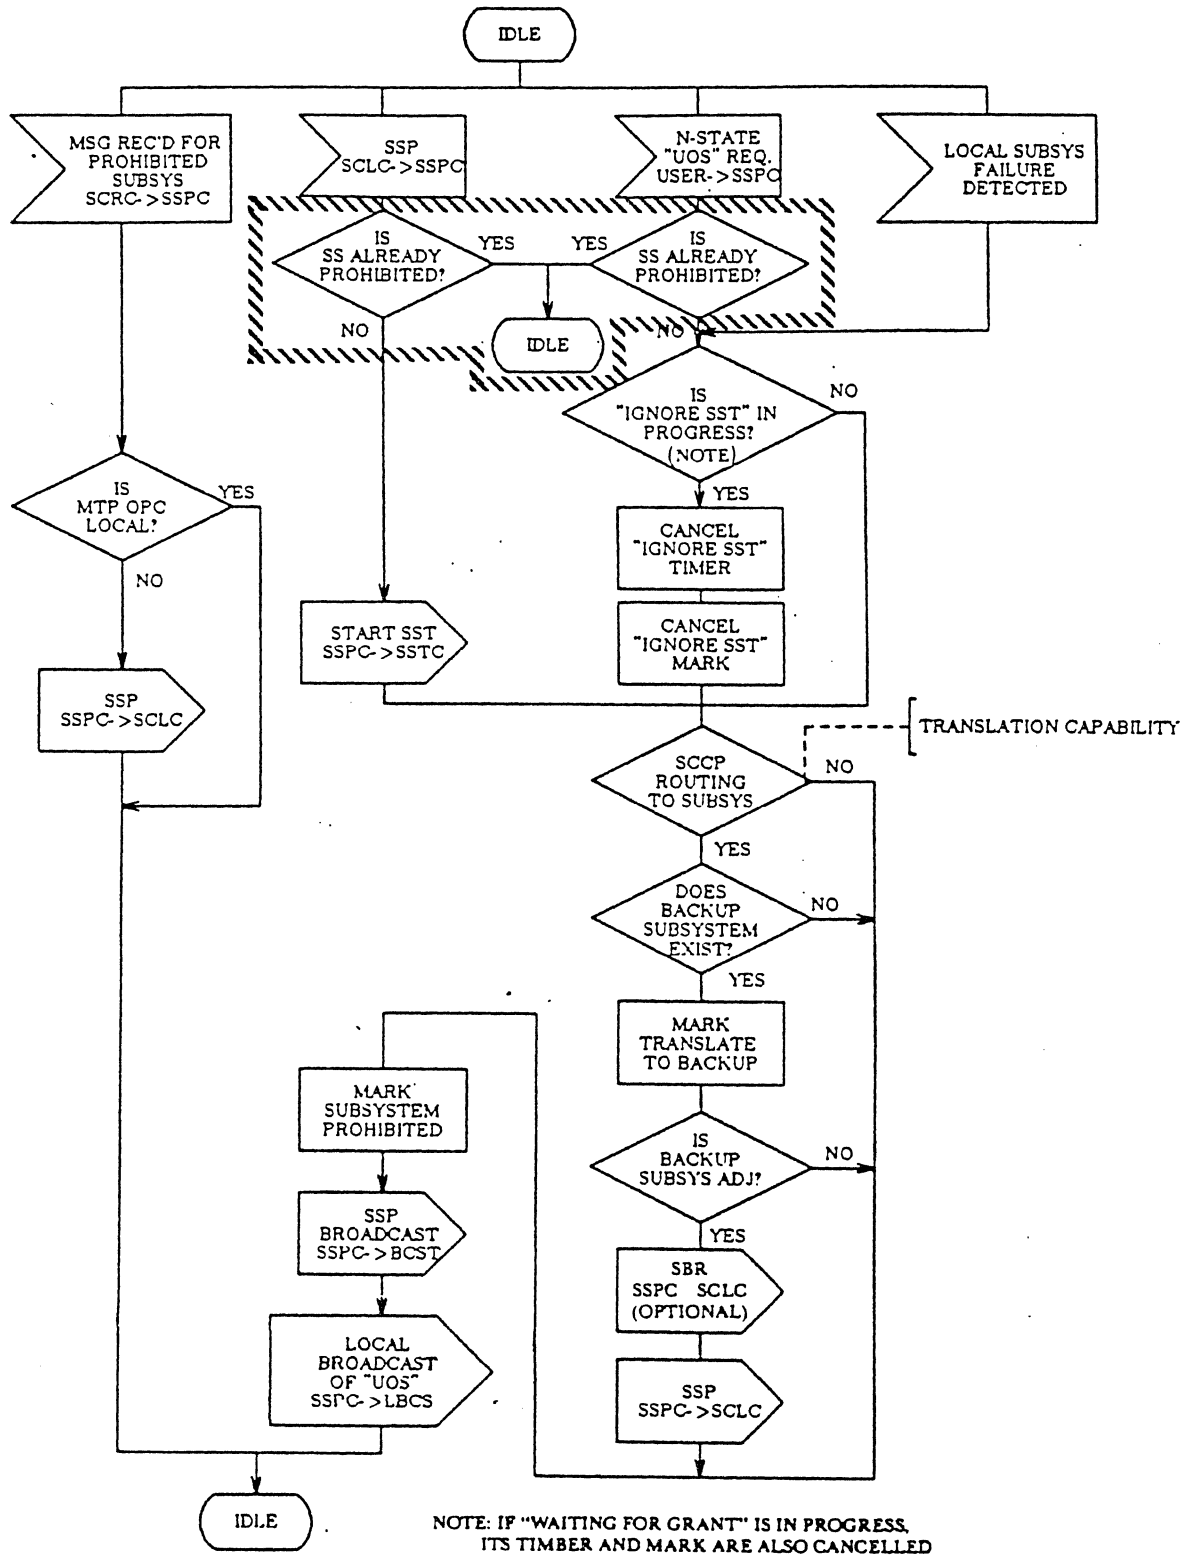 IDLE
MSG REC'D FOR
PROHIBITED
SUBSYS
SCRC->SSPC
SSP
SCLC->SSPC
N-STATE
"UOS" REQ.
USER->SSPC
LOCAL SUBSYS
FAILURE
DETECTED
IS
SS ALREADY
PROHIBITED?
YES
YES
IS
SS ALREADY
PROHIBITED?
NO
IDLE
NO
IS
"IGNORE SST" IN
PROGRESS?
(NOTE)
NO
YES
IS
MTP OPC
LOCAL?
YES
NO
CANCEL
"IGNORE SST"
TIMER
START SST
SSPC->SSTC
CANCEL
"IGNORE SST"
MARK
SSP
SSPC->SCLC
TRANSLATION CAPABILITY
SCCP
ROUTING
TO SUBSYS
NO
YES
DOES
BACKUP
SUBSYSTEM
EXIST?
NO
YES
MARK
TRANSLATE
TO BACKUP
MARK
SUBSYSTEM
PROHIBITED
IS
BACKUP
SUBSYS ADJ?
NO
YES
SSP
BROADCAST
SSPC->BCST
SBR
SSPC SCLC
(OPTIONAL)
LOCAL
BROADCAST
OF "UOS"
SSPC->LBCS
SSP
SSPC->SCLC
IDLE
NOTE: IF "WAITING FOR GRANT" IS IN PROGRESS,
ITS TIMBER AND MARK ARE ALSO CANCELLED